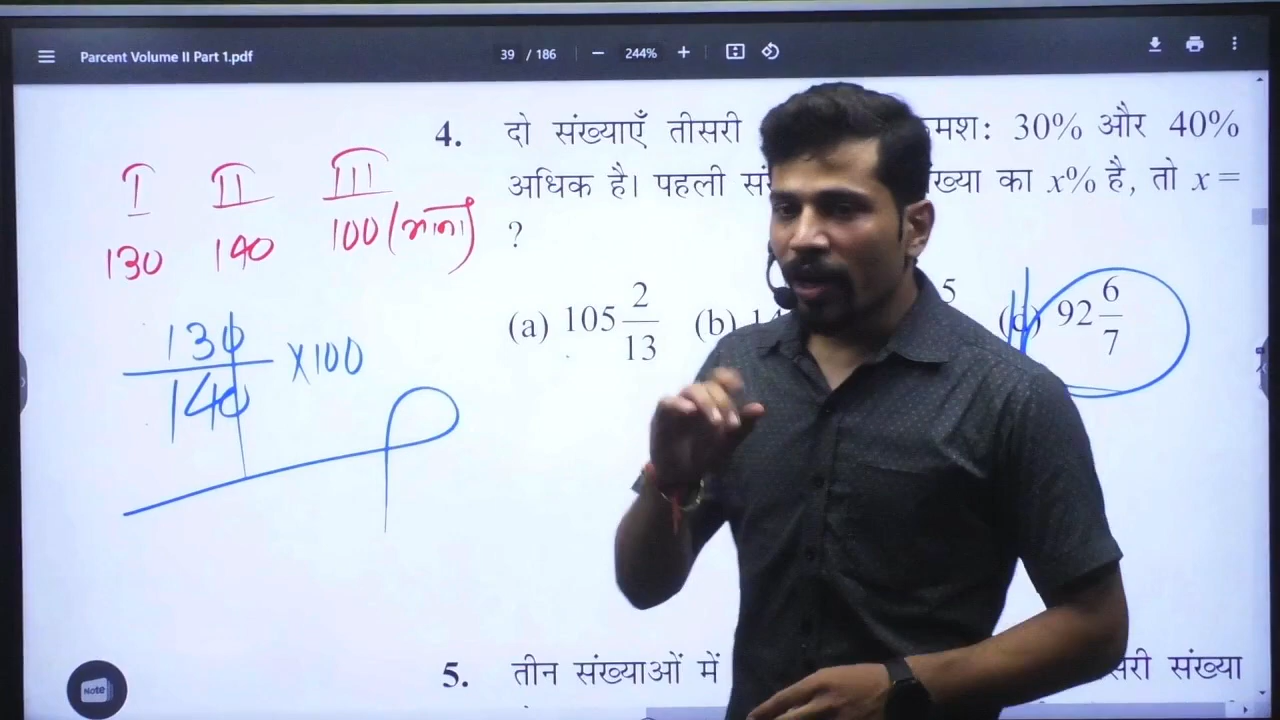 Parcent Volume II Part 1.pdf
39 / 186
244%
4. दो संख्याएँ तीसरी क्रमश: 30% और 40%
अधिक है। पहली का x% है, तो x =
?
(a) 105 2/13 (b) 5 (d) 92 6/7
I II III
130 140 100 (माना)
130/140 × 100
5. तीन संख्याओं में संख्या
Note